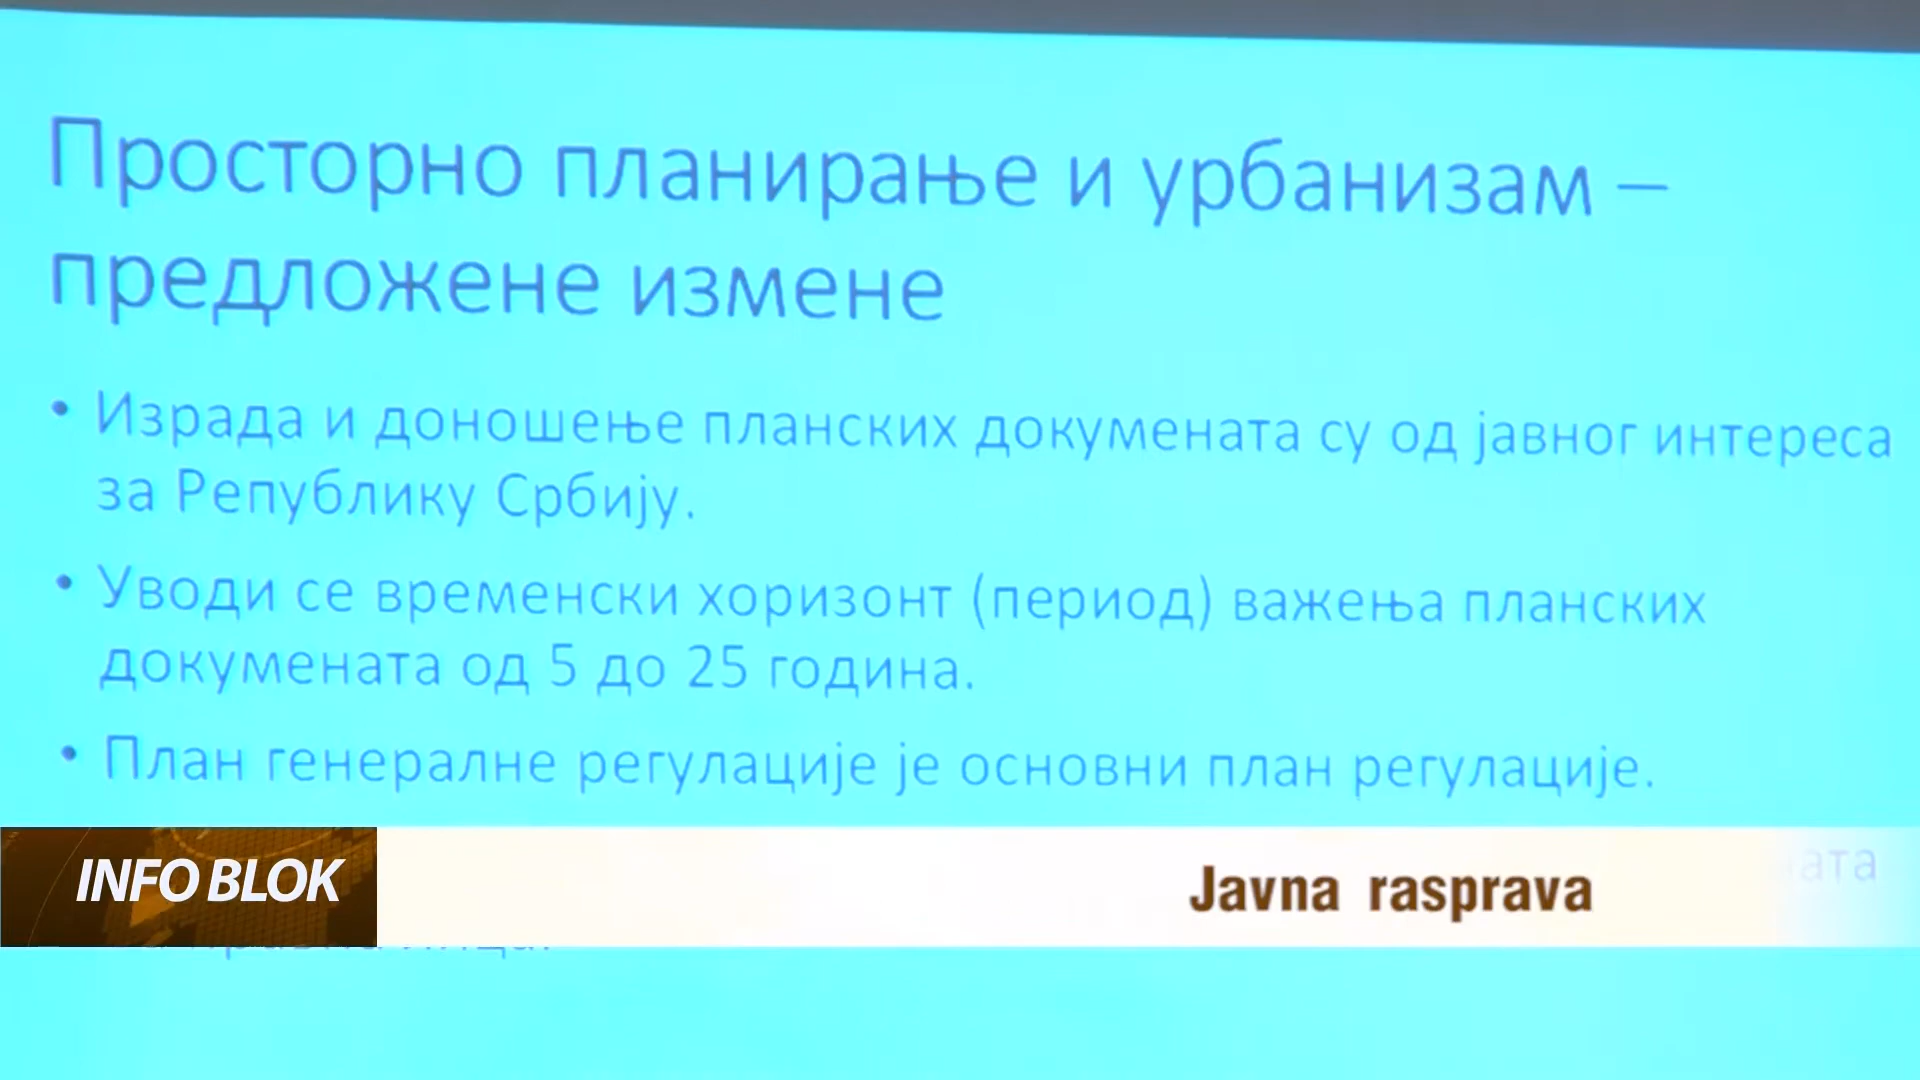 Просторно планирање и урбанизам –
предложене измене
• Израда и доношење планских докумената су од јавног интереса
за Републику Србију.
• Уводи се временски хоризонт (период) важења планских
докумената од 5 до 25 година.
• План генералне регулације је основни план регулације.
INFO BLOK
Javna rasprava